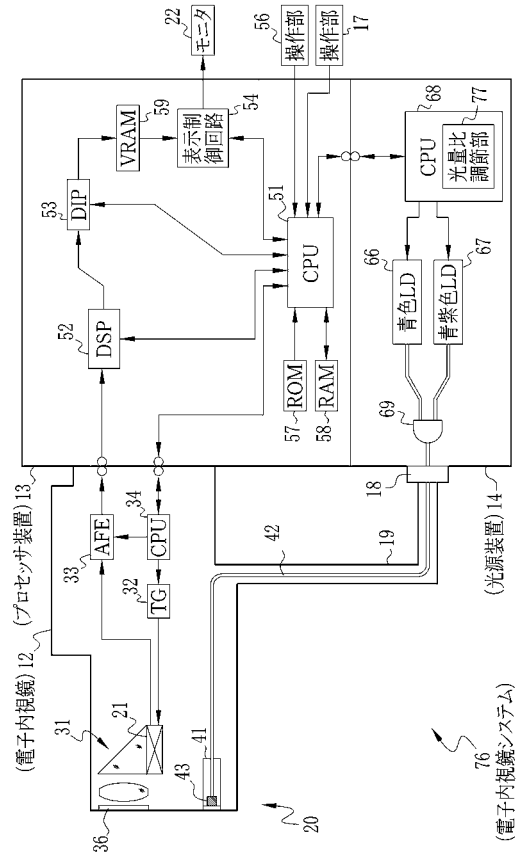 (電子内視鏡) 12
(プロセッサ装置) 13
36
31
21
33
AFE
34
CPU
32
TG
43
41
20
42
19
18
(光源装置) 14
76
(電子内視鏡システム)
52
DSP
53
DIP
59
VRAM
54
表示制
御回路
22
モニタ
51
CPU
57
ROM
58
RAM
56
操作部
17
操作部
68
CPU
77
光量比
調節部
66
青色LD
67
青紫色LD
69